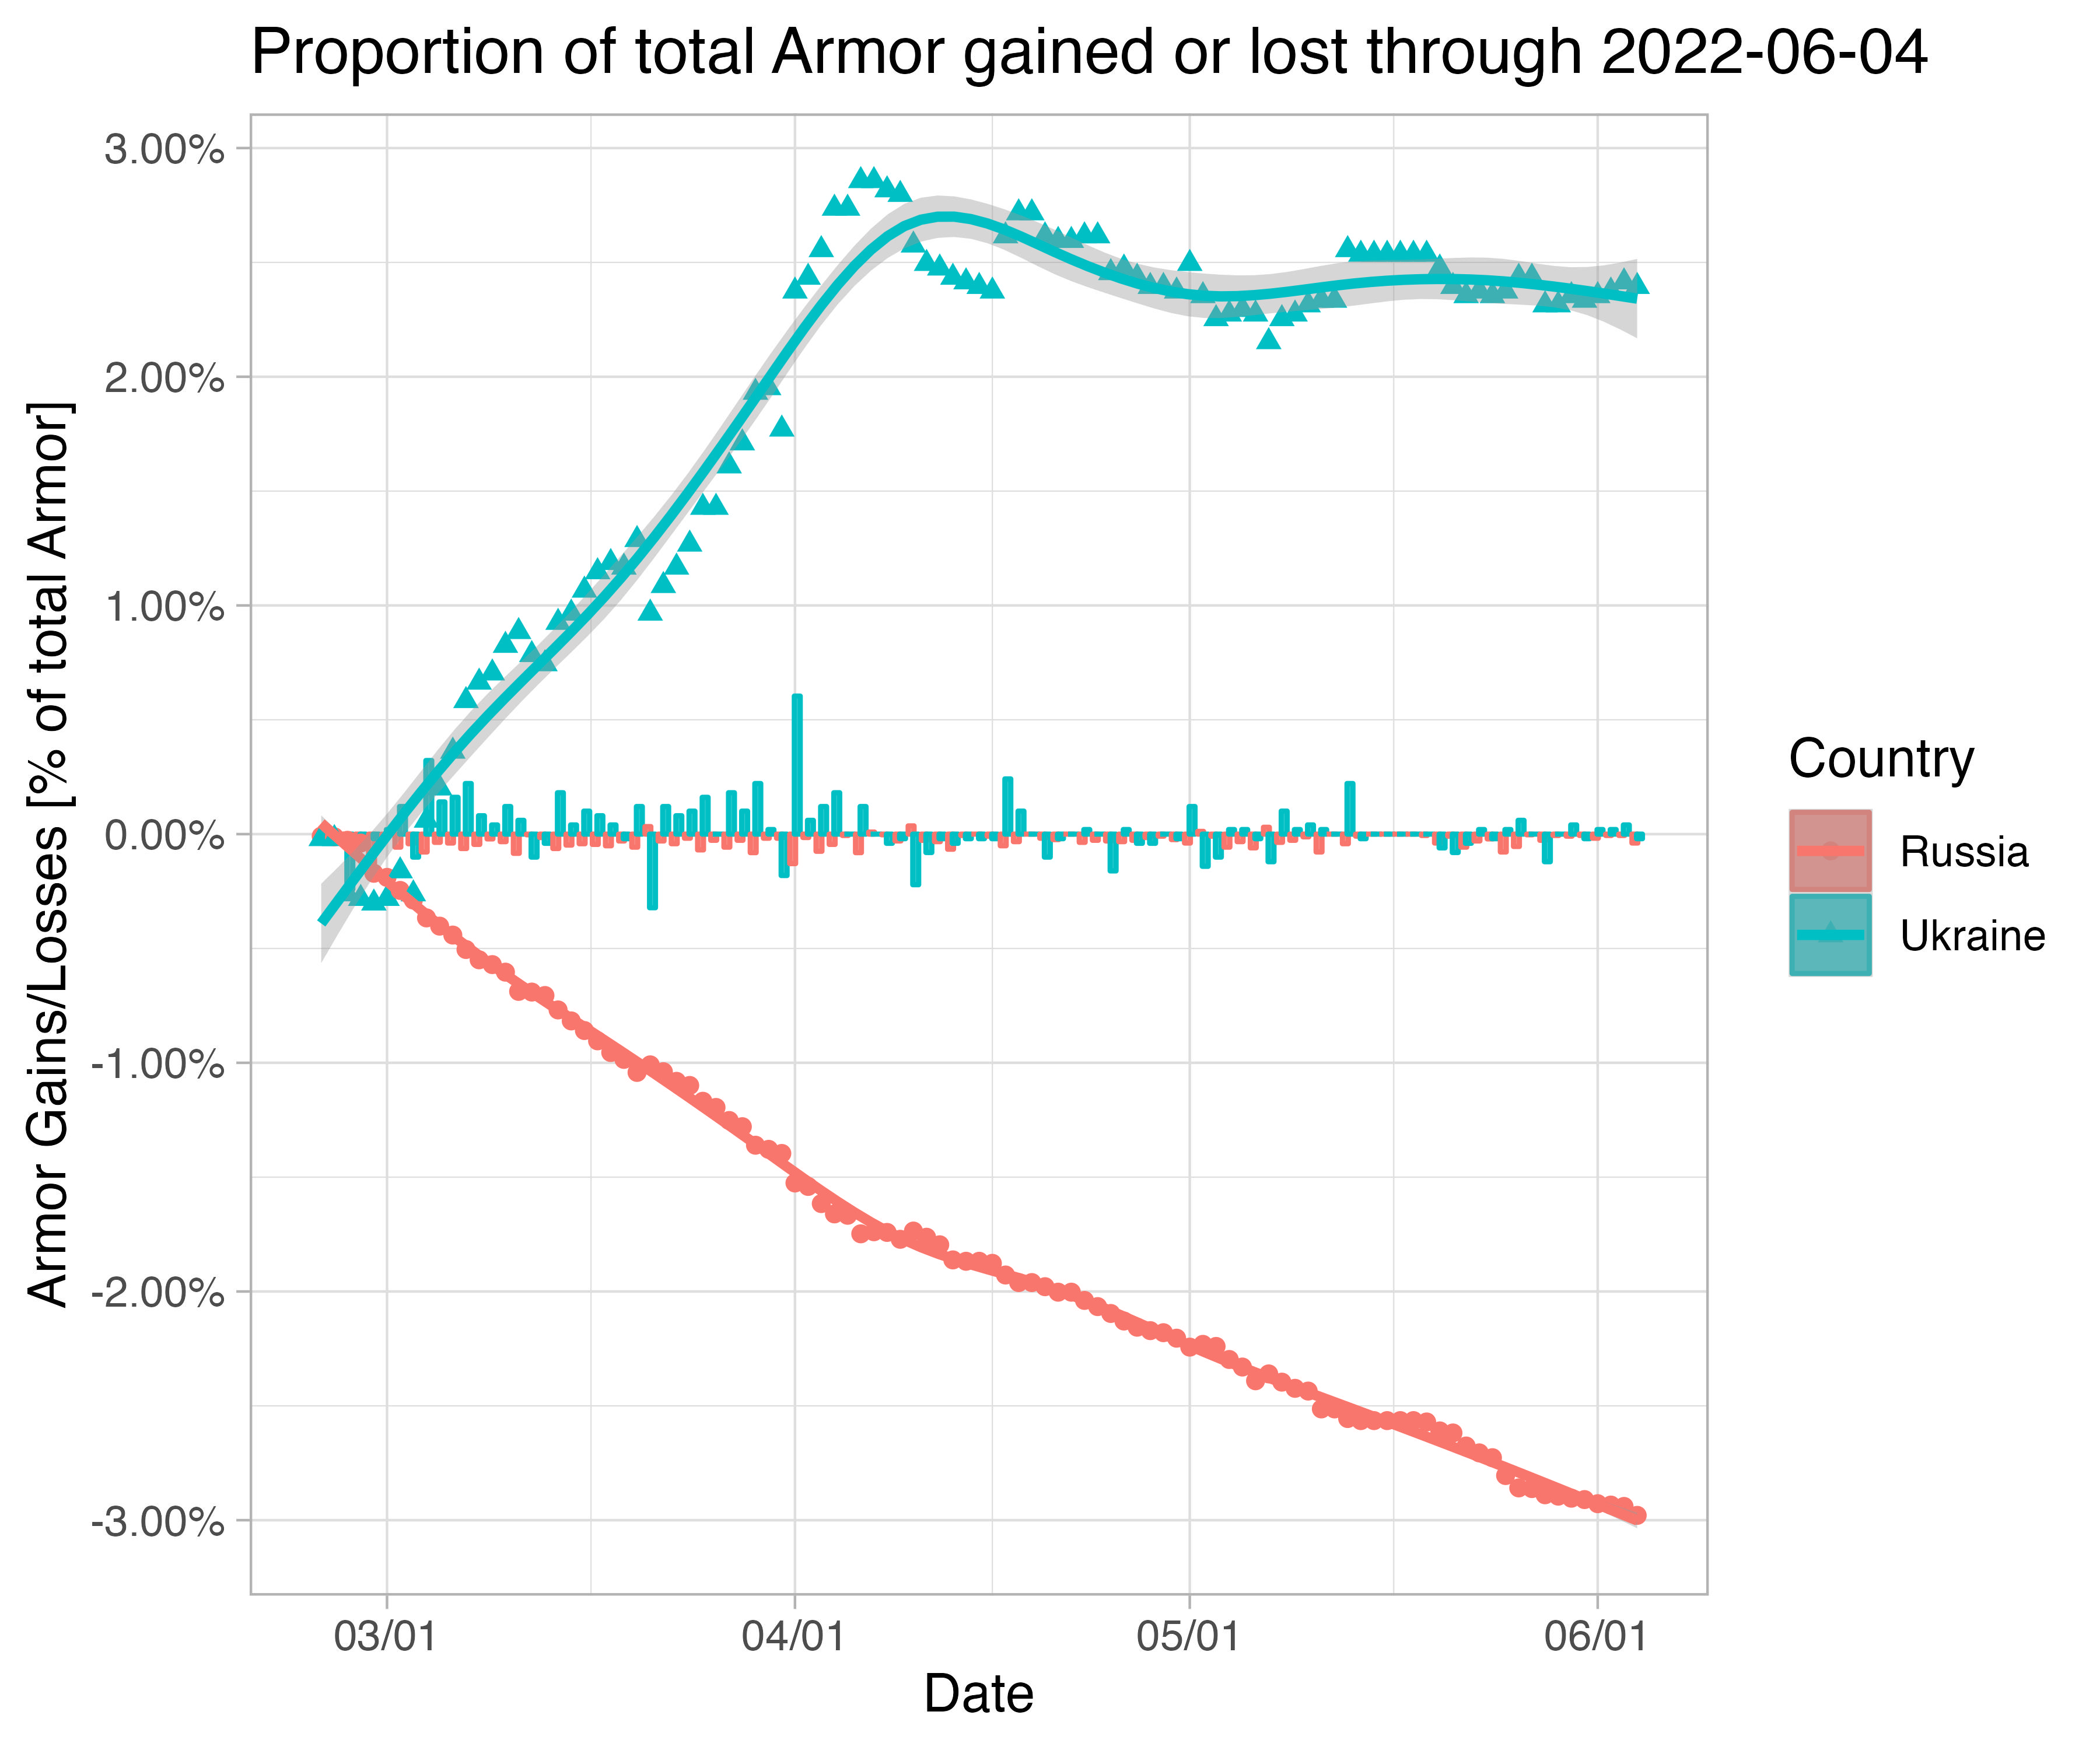 Proportion of total Armor gained or lost through 2022-06-04
Armor Gains/Losses [% of total Armor]
3.00%
2.00%
1.00%
0.00%
-1.00%
-2.00%
-3.00%
03/01
04/01
05/01
06/01
Date
Country
Russia
Ukraine